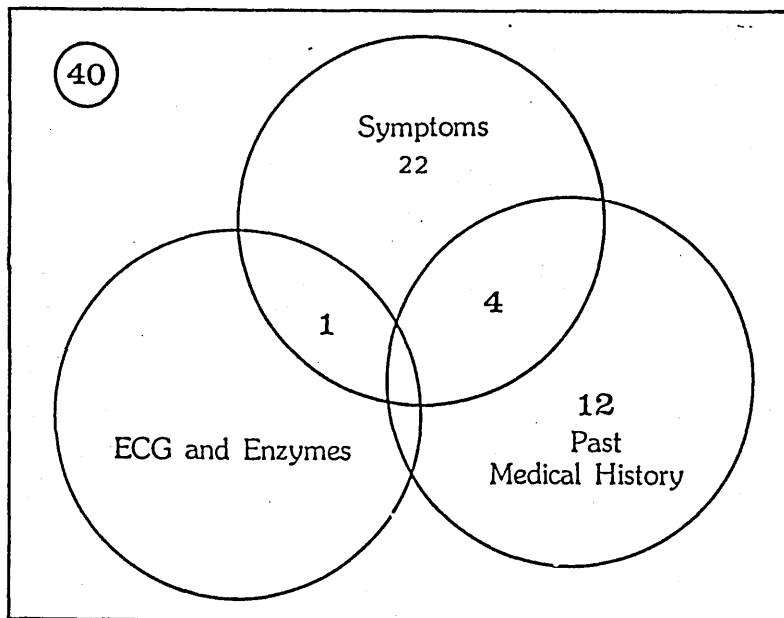 40
Symptoms
22
1
4
12
Past
Medical History
ECG and Enzymes